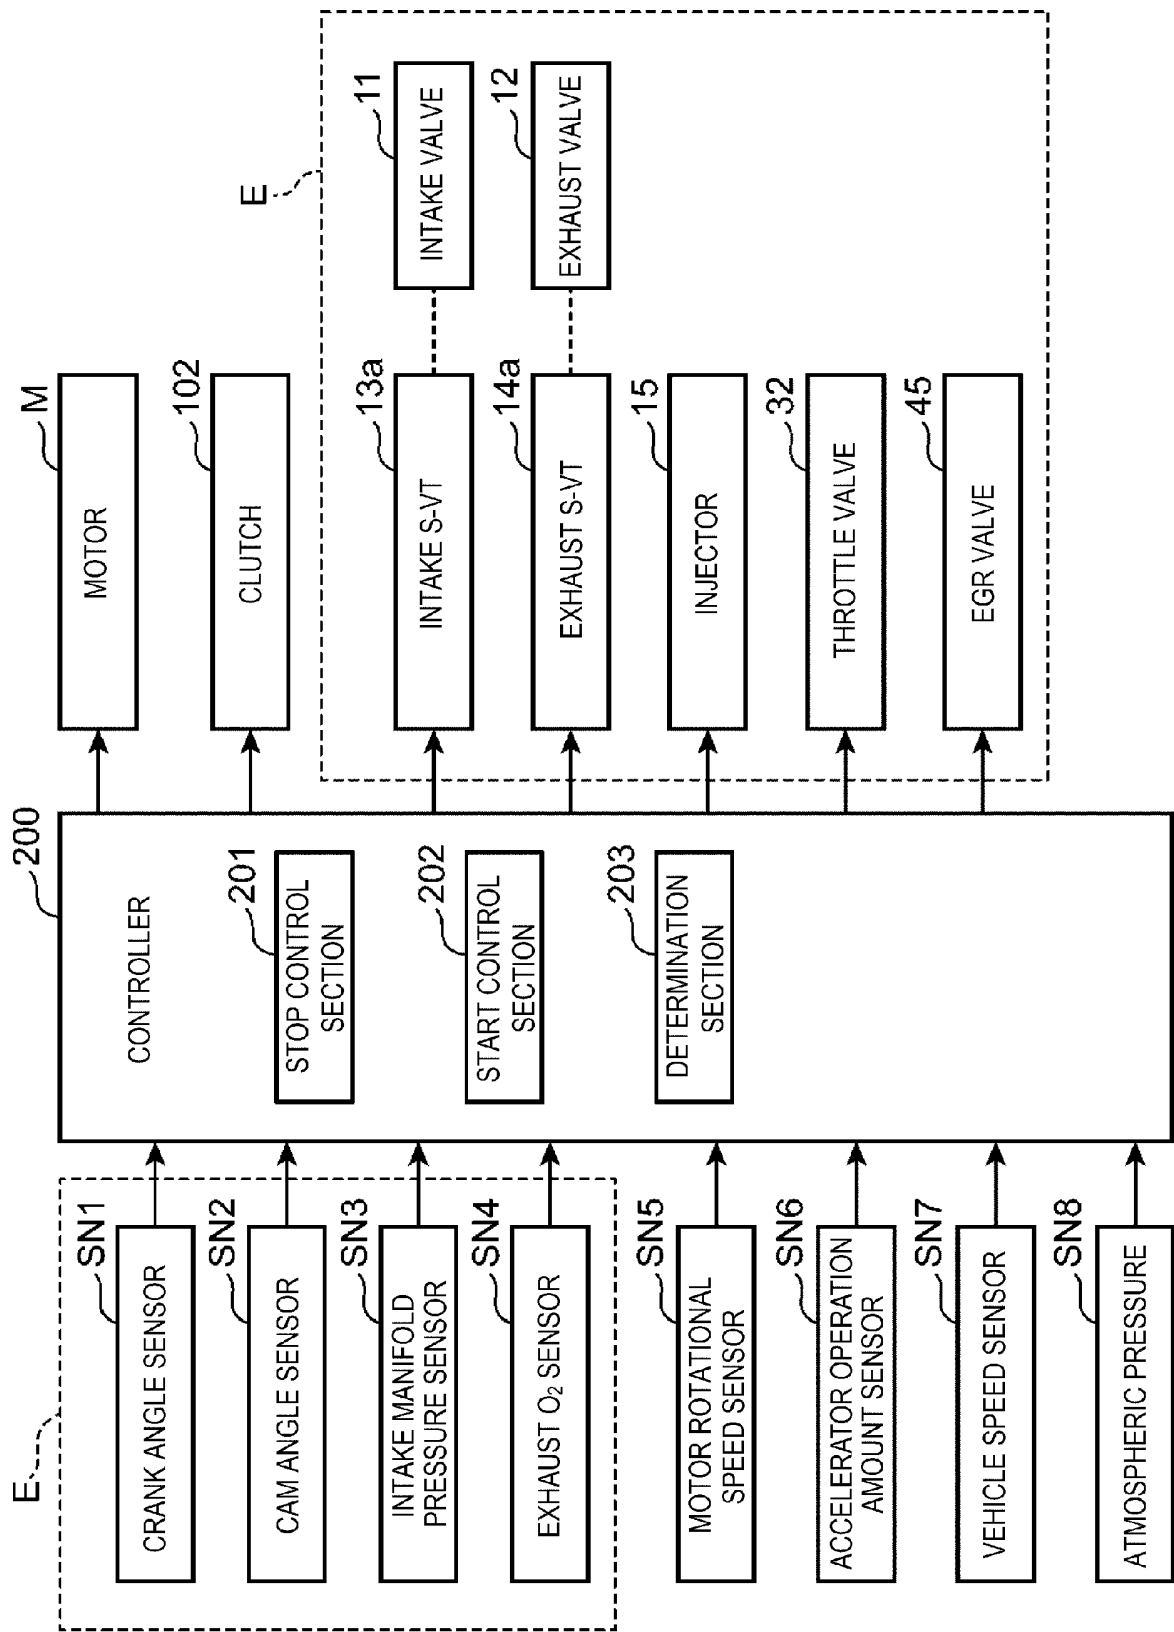 E
SN1
CRANK ANGLE SENSOR
SN2
CAM ANGLE SENSOR
SN3
INTAKE MANIFOLD
PRESSURE SENSOR
SN4
EXHAUST O₂ SENSOR
SN5
MOTOR ROTATIONAL
SPEED SENSOR
SN6
ACCELERATOR OPERATION
AMOUNT SENSOR
SN7
VEHICLE SPEED SENSOR
SN8
ATMOSPHERIC PRESSURE
200
CONTROLLER
201
STOP CONTROL
SECTION
202
START CONTROL
SECTION
203
DETERMINATION
SECTION
M
MOTOR
102
CLUTCH
E
13a
INTAKE S-VT
11
INTAKE VALVE
14a
EXHAUST S-VT
12
EXHAUST VALVE
15
INJECTOR
32
THROTTLE VALVE
45
EGR VALVE